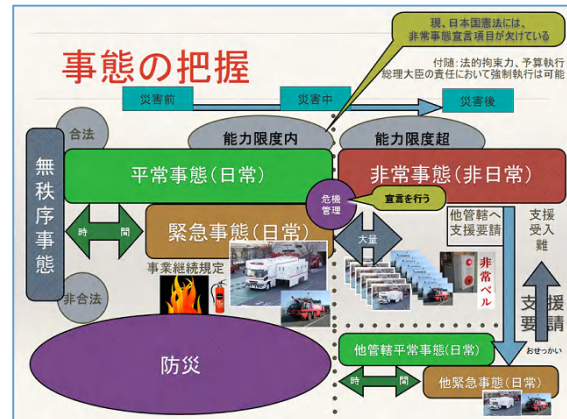 現、日本国憲法には、
非常事態宣言項目が欠けている
事態の把握
付随:法的拘束力、予算執行
総理大臣の責任において強制執行は可能
災害前
災害中
災害後
合法
能力限度内
能力限度超
無秩序事態
平常事態(日常)
非常事態(非日常)
危機
管理
宣言を行う
時 間
緊急事態(日常)
大量
他管轄へ
支援要請
支援
受入
難
事業継続規定
非常ベル
非合法
支援
要請
おせっかい
防災
他管轄平常事態(日常)
時 間
他緊急事態(日常)